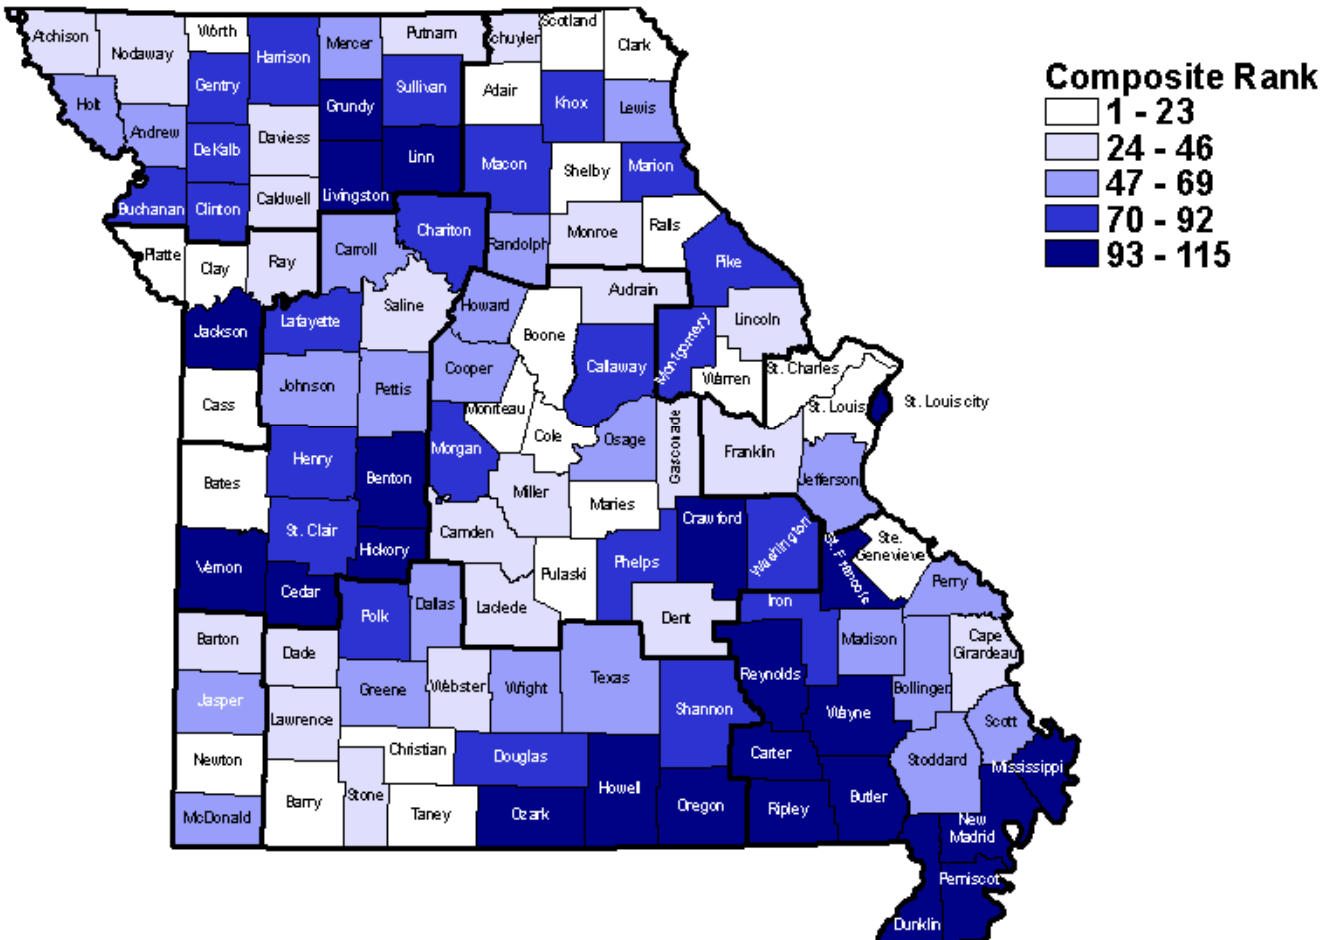 Composite Rank
1 - 23
24 - 46
47 - 69
70 - 92
93 - 115
Atchison
Nodaway
Worth
Harrison
Mercer
Putnam
chuyler
Scotland
Clark
Holt
Andrew
Gentry
DeKalb
Daviess
Grundy
Sullivan
Adair
Knox
Lewis
Linn
Macon
Shelby
Marion
Buchanan
Clinton
Caldwell
Livingston
Chariton
Randolph
Monroe
Ralls
Pike
Platte
Clay
Ray
Carroll
Saline
Howard
Audrain
Boone
Lincoln
Jackson
Lafayette
Callaway
Montgomery
Warren
St. Charles
St. Louis
St. Louis city
Cass
Johnson
Pettis
Cooper
Moniteau
Cole
Osage
Gasconade
Franklin
Jefferson
Bates
Henry
Benton
Morgan
Miller
Maries
Crawford
Washington
St. Francois
Ste.
Genevieve
Vernon
St. Clair
Hickory
Camden
Pulaski
Phelps
Perry
Cedar
Polk
Dallas
Laclede
Dent
Iron
Madison
Cape
Girardeau
Barton
Dade
Reynolds
Bollinger
Jasper
Greene
Webster
Wright
Texas
Shannon
Wayne
Scott
Lawrence
Newton
Christian
Douglas
Carter
Stoddard
Mississippi
McDonald
Barry
Stone
Taney
Ozark
Howell
Oregon
Ripley
Butler
New
Madrid
Pemiscot
Dunklin